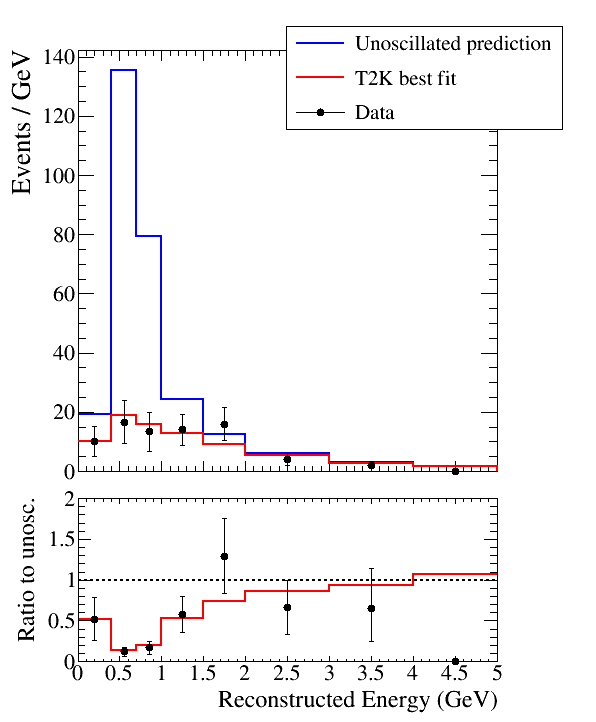 Unoscillated prediction
T2K best fit
Data
Events / GeV
140
120
100
80
60
40
20
0
Ratio to unosc.
2
1.5
1
0.5
0
0 0.5 1 1.5 2 2.5 3 3.5 4 4.5 5
Reconstructed Energy (GeV)